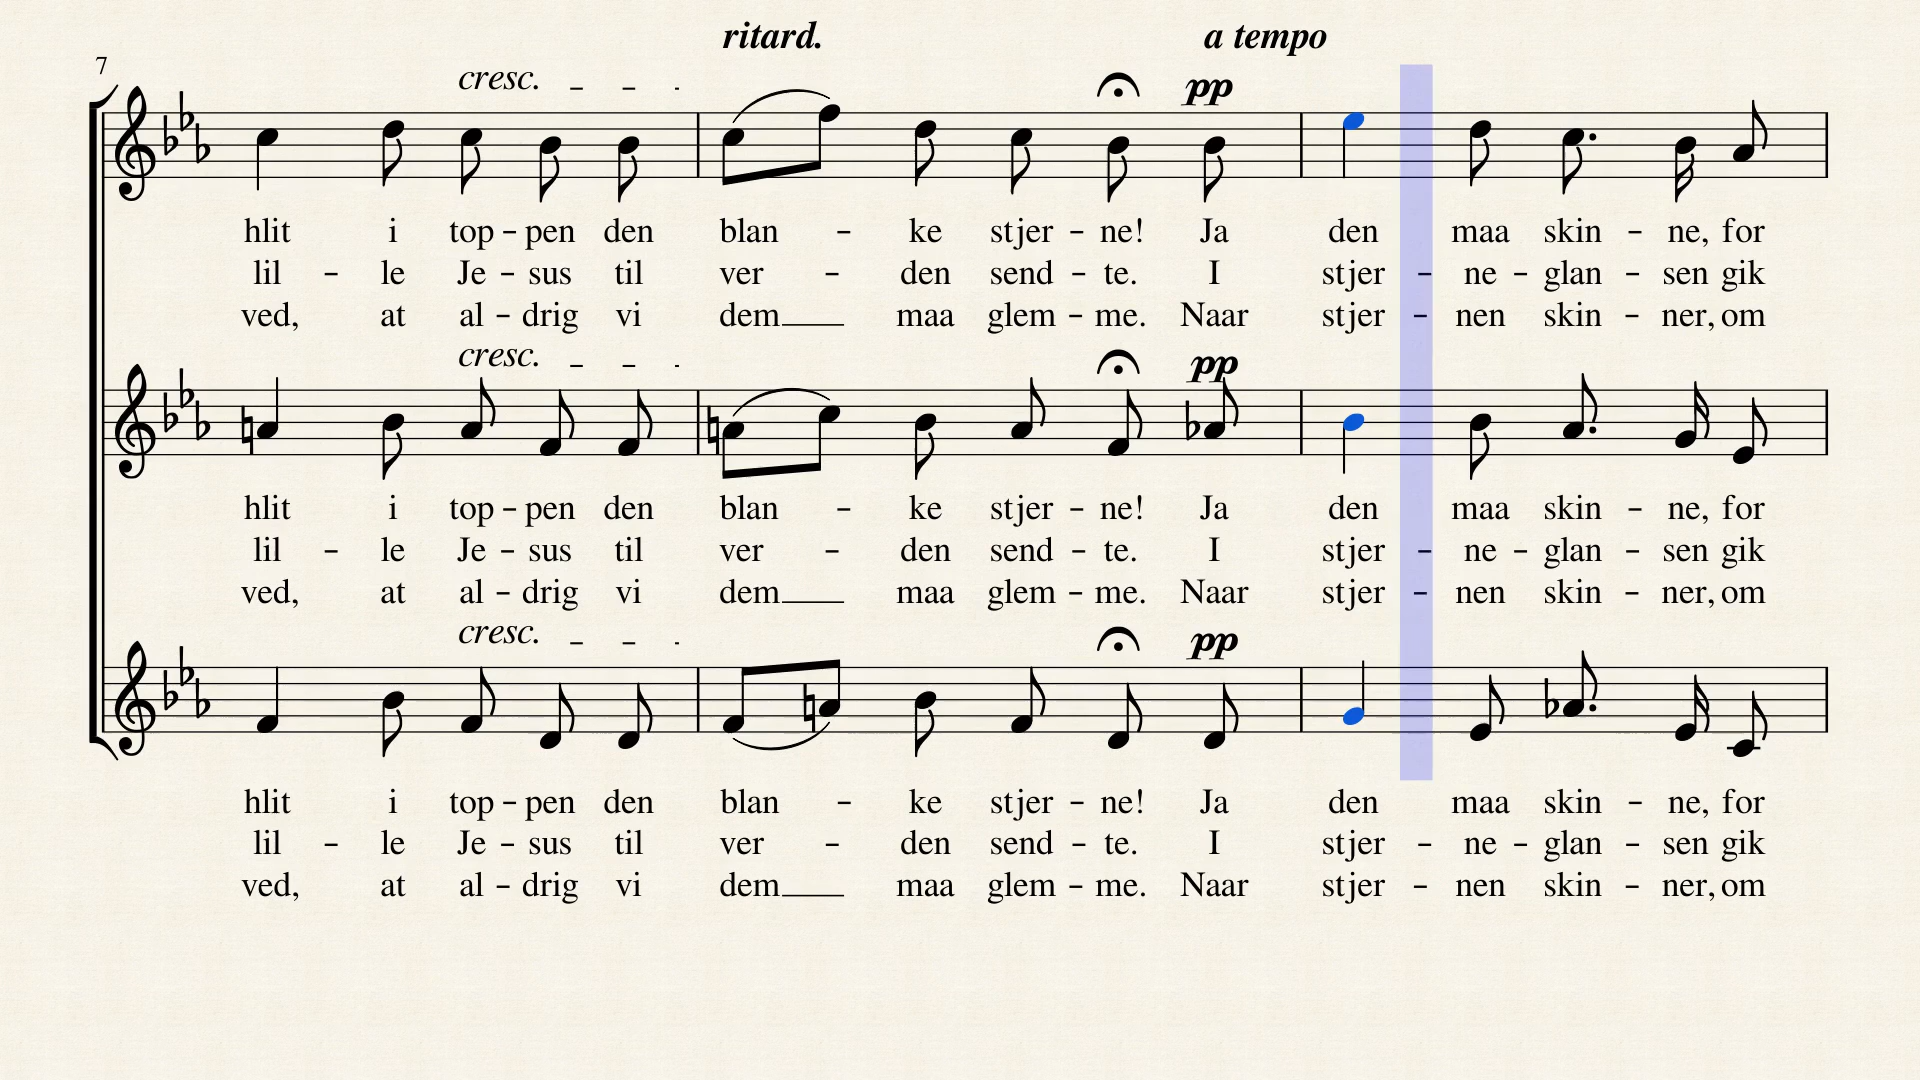 ritard. a tempo
7
cresc. _ _ _ pp
hlit i top - pen den blan - ke stjer - ne! Ja den maa skin - ne, for
lil - le Je - sus til ver - den send - te. I stjer - ne - glan - sen gik
ved, at al - drig vi dem___ maa glem - me. Naar stjer - nen skin - ner, om
cresc. _ _ _ pp
hlit i top - pen den blan - ke stjer - ne! Ja den maa skin - ne, for
lil - le Je - sus til ver - den send - te. I stjer - ne - glan - sen gik
ved, at al - drig vi dem___ maa glem - me. Naar stjer - nen skin - ner, om
cresc. _ _ _ pp
hlit i top - pen den blan - ke stjer - ne! Ja den maa skin - ne, for
lil - le Je - sus til ver - den send - te. I stjer - ne - glan - sen gik
ved, at al - drig vi dem___ maa glem - me. Naar stjer - nen skin - ner, om